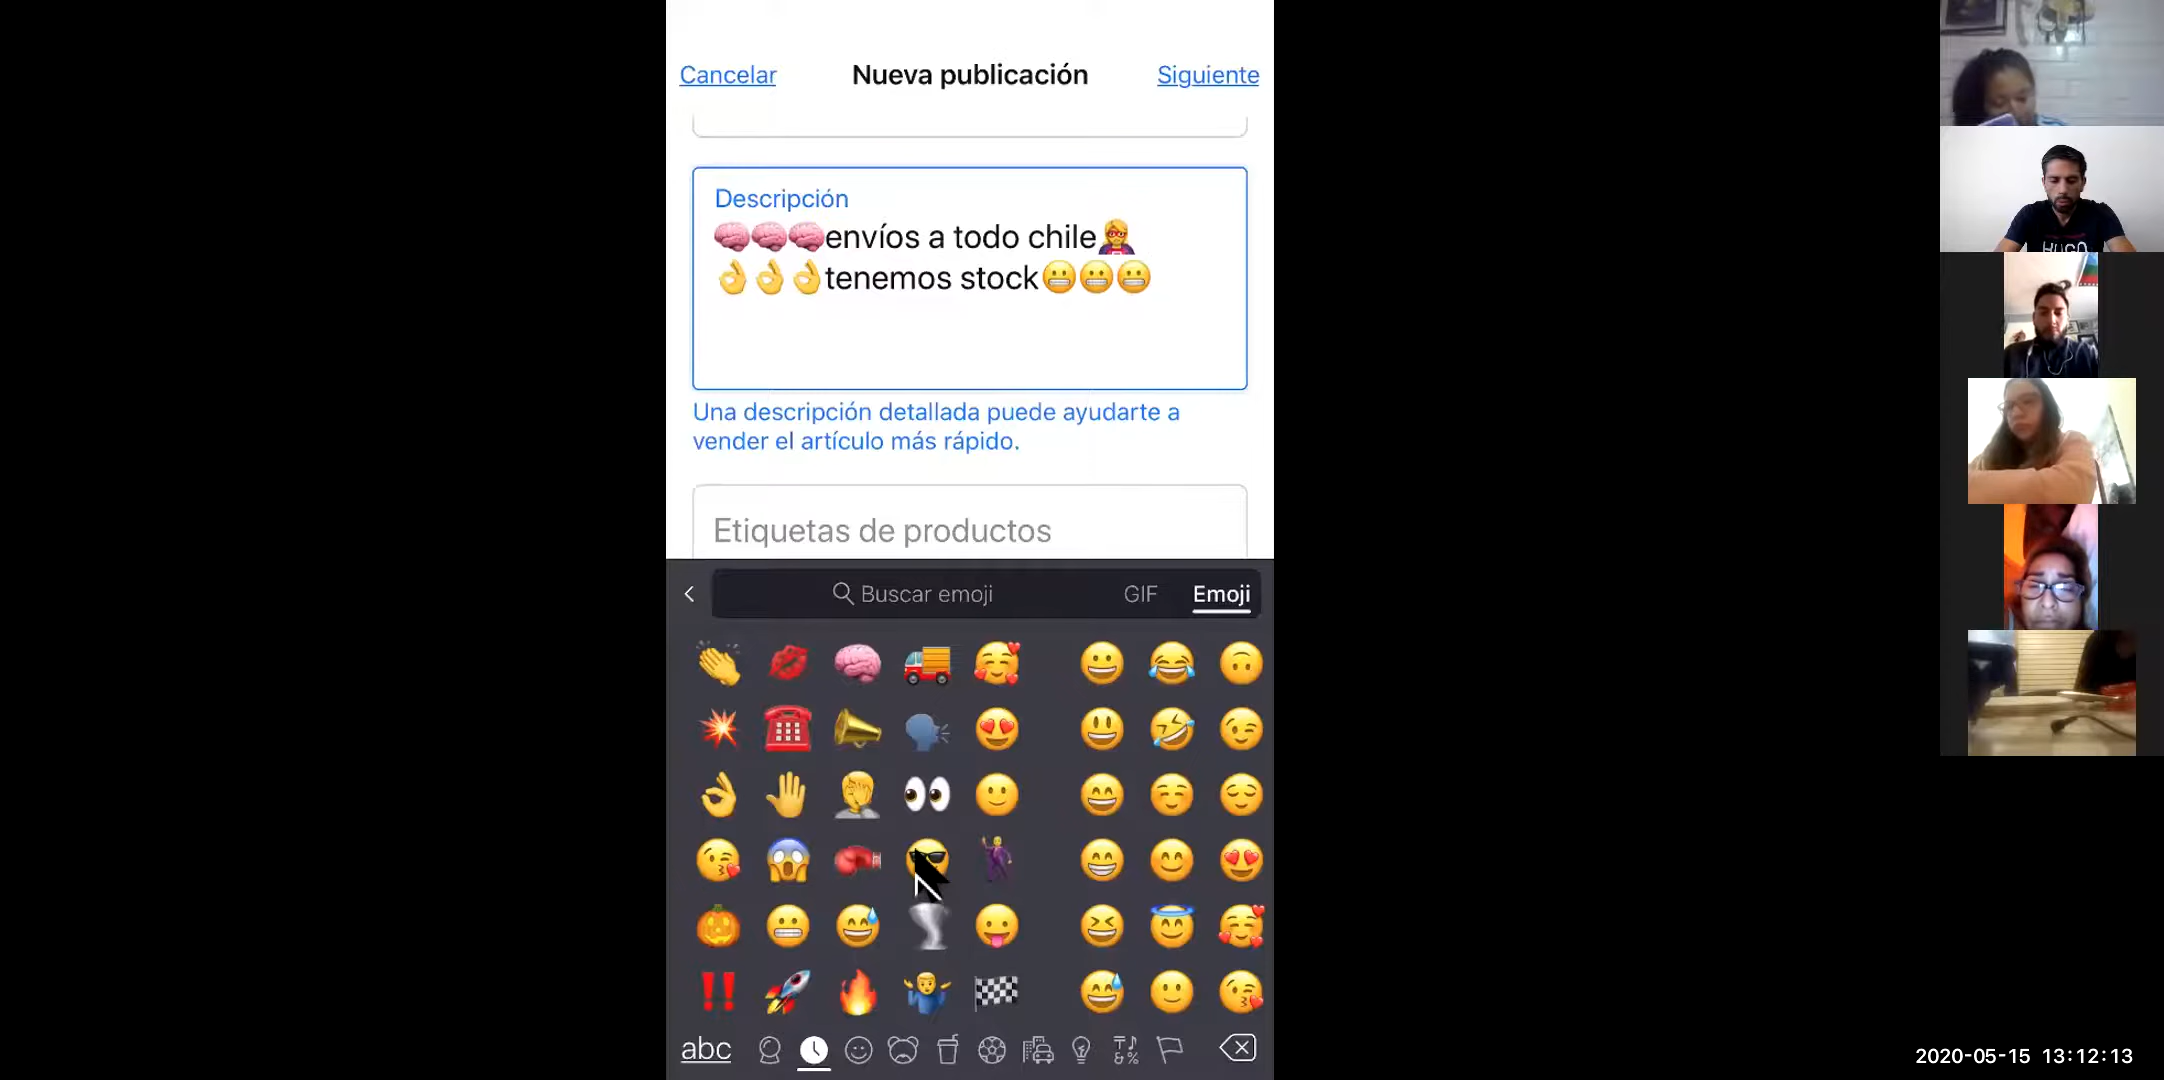 Cancelar Nueva publicación Siguiente
Descripción
🧠🧠🧠envíos a todo chile🦸‍♀️
👌👌👌tenemos stock😬😬😬
Una descripción detallada puede ayudarte a
vender el artículo más rápido.
Etiquetas de productos
Buscar emoji GIF Emoji
abc
2020-05-15 13:12:13